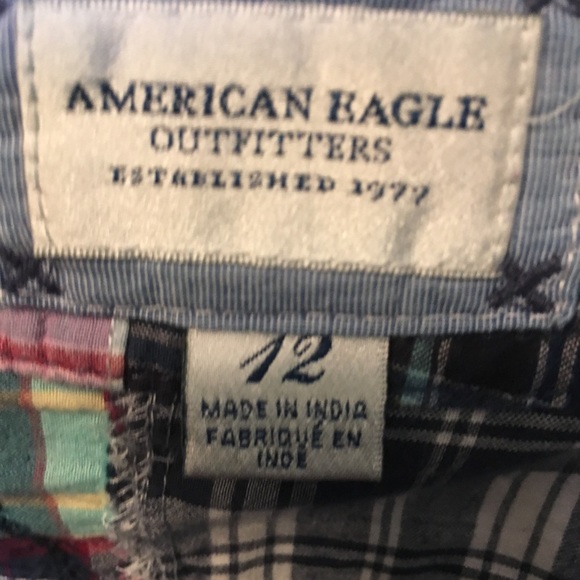 AMERICAN EAGLE
OUTFITTERS
ESTABLISHED 1977
12
MADE IN INDIA
FABRIQUÉ EN
INDE